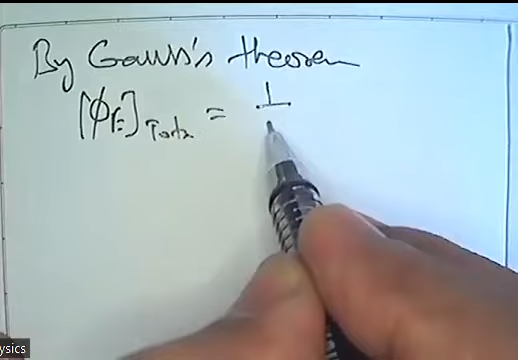 By Gauss's theorem
[ϕE]Total = 1
ysics